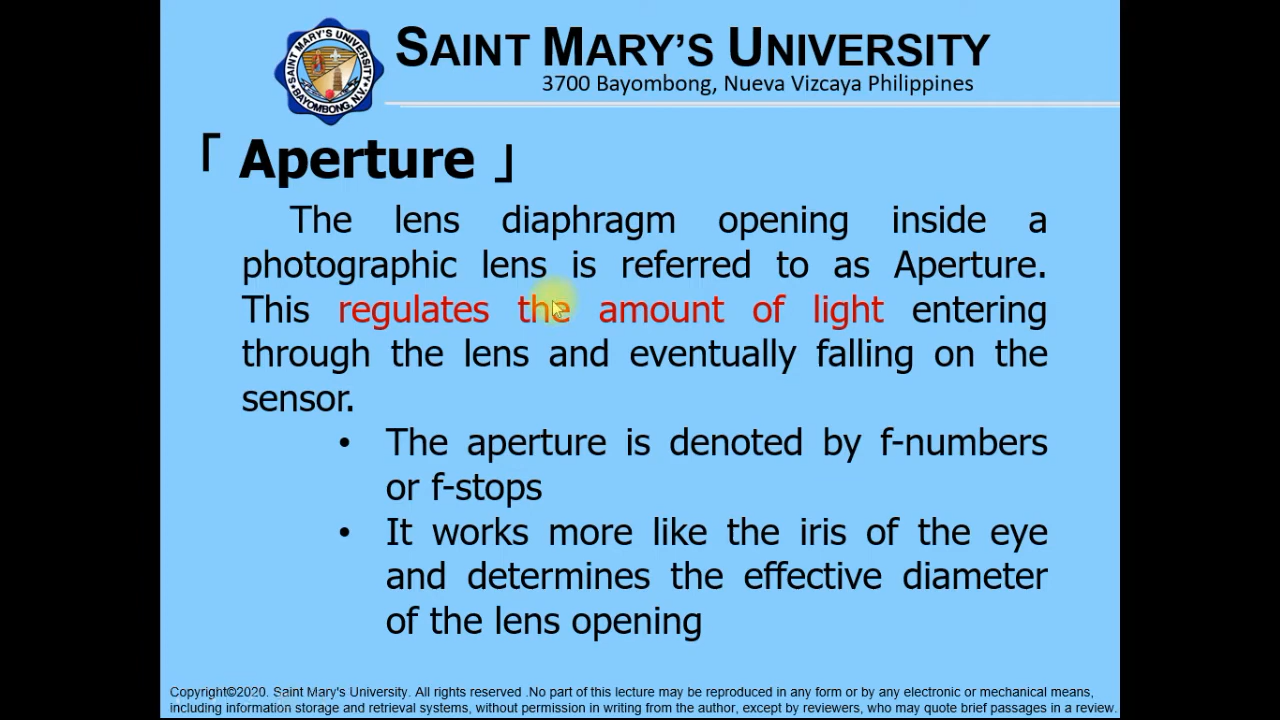 SAINT MARY'S UNIVERSITY
3700 Bayombong, Nueva Vizcaya Philippines
SAINT MARY'S UNIVERSITY
BAYOMBONG, N.V.
「 Aperture 」
The lens diaphragm opening inside a
photographic lens is referred to as Aperture.
This regulates the amount of light entering
through the lens and eventually falling on the
sensor.
• The aperture is denoted by f-numbers
or f-stops
• It works more like the iris of the eye
and determines the effective diameter
of the lens opening
Copyright©2020. Saint Mary's University. All rights reserved .No part of this lecture may be reproduced in any form or by any electronic or mechanical means,
including information storage and retrieval systems, without permission in writing from the author, except by reviewers, who may quote brief passages in a review.